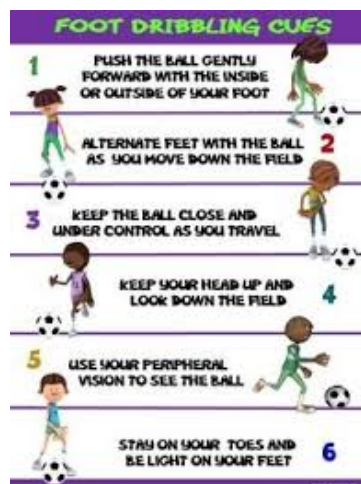 FOOT DRIBBLING CUES
1 PUSH THE BALL GENTLY
FORWARD WITH THE INSIDE
OR OUTSIDE OF YOUR FOOT
ALTERNATE FEET WITH THE BALL 2
AS YOU MOVE DOWN THE FIELD
3 KEEP THE BALL CLOSE AND
UNDER CONTROL AS YOU TRAVEL
KEEP YOUR HEAD UP AND
LOOK DOWN THE FIELD 4
5 USE YOUR PERIPHERAL
VISION TO SEE THE BALL
STAY ON YOUR TOES AND
BE LIGHT ON YOUR FEET 6